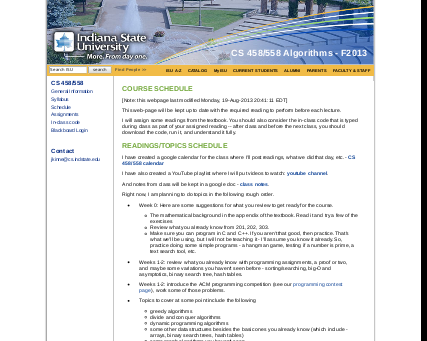 Indiana State
University
More. From day one.
CS 458/558 Algorithms - F2013
Search ISU search Find People >> ISU A-Z CATALOG MyISU CURRENT STUDENTS ALUMNI PARENTS FACULTY & STAFF
CS 458/558
General Information
Syllabus
Schedule
Assignments
In-class code
Blackboard Login
Contact
jkinne@cs.indstate.edu
COURSE SCHEDULE
[Note: this webpage last modified Monday, 19-Aug-2013 20:41:11 EDT]
This web-page will be kept up to date with the required reading to perform before each lecture.
I will assign some readings from the textbook. You should also consider the in-class code that is typed
during class as part of your assigned reading -- after class and before the next class, you should
download the code, run it, and understand it fully.
READINGS/TOPICS SCHEDULE
I have created a google calendar for the class where I'll post readings, what we did that day, etc. - CS
458/558 calendar
I have also created a YouTube playlist where I will put videos to watch: youtube channel.
And notes from class will be kept in a google doc - class notes.
Right now, I am planning to do topics in the following rough order.
• Week 0: Here are some suggestions for what you review to get ready for the course.
o The mathematical background in the appendix of the textbook. Read it and try a few of the
exercises
o Review what you already know from 201, 202, 303.
o Make sure you can program in C and C++. If you aren't that good, then practice. That's
what we'll be using, but I will not be teaching it - I'll assume you know it already. So,
practice doing some simple programs - a hangman game, testing if a number is prime, a
text search tool, etc.
• Weeks 1-2: review what you already know with programming assignments, a proof or two,
and maybe some variations you haven't seen before - sorting/searching, big-O and
asymptotics, binary search tree, hash tables.
• Weeks 1-2: introduce the ACM programming competition (see our programming contest
page), work some of those problems.
• Topics to cover at some point include the following
o greedy algorithms
o divide and conquer algorithms
o dynamic programming algorithms
o some other data structures besides the basic ones you already know (which include -
arrays, binary search trees, hash tables)